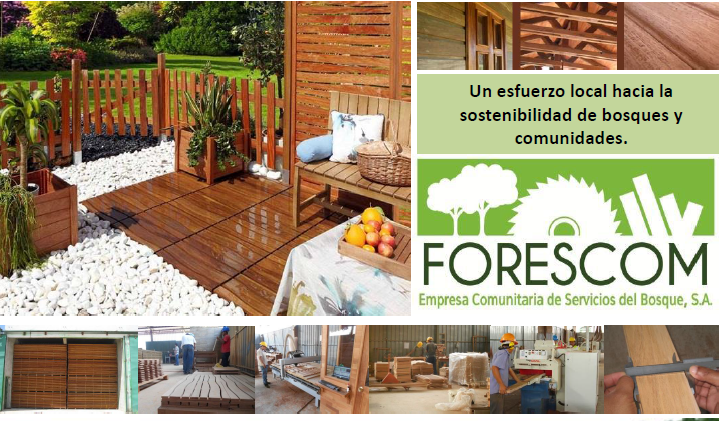 Un esfuerzo local hacia la
sostenibilidad de bosques y
comunidades.
FORESCOM
Empresa Comunitaria de Servicios del Bosque, S.A.